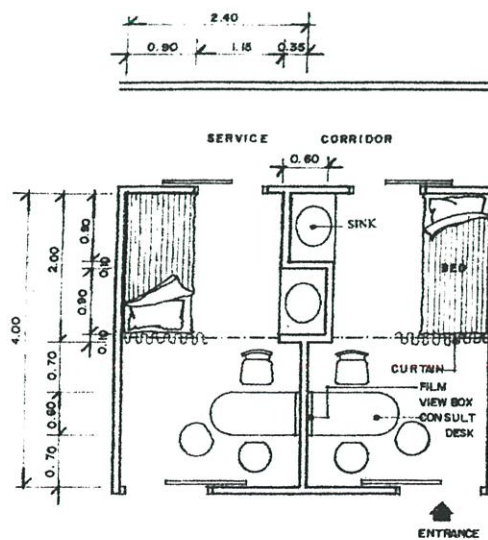 2.40
0.90
1.15
0.35
SERVICE CORRIDOR
0.60
SINK
BED
4.00
2.00
0.90
0.10
0.90
0.10
0.70
0.60
0.70
CURTAIN
FILM
VIEW BOX
CONSULT
DESK
ENTRANCE